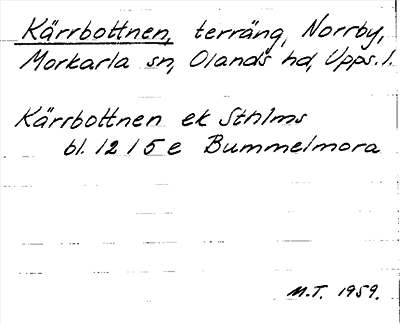 Kärrbottnen, terräng, Norrby,
Morkarla sn, Olands hd, Upps. l.
Kärrbottnen ek Sthlms
bl. 12 I 5 e Bummelmora
M.T. 1959.